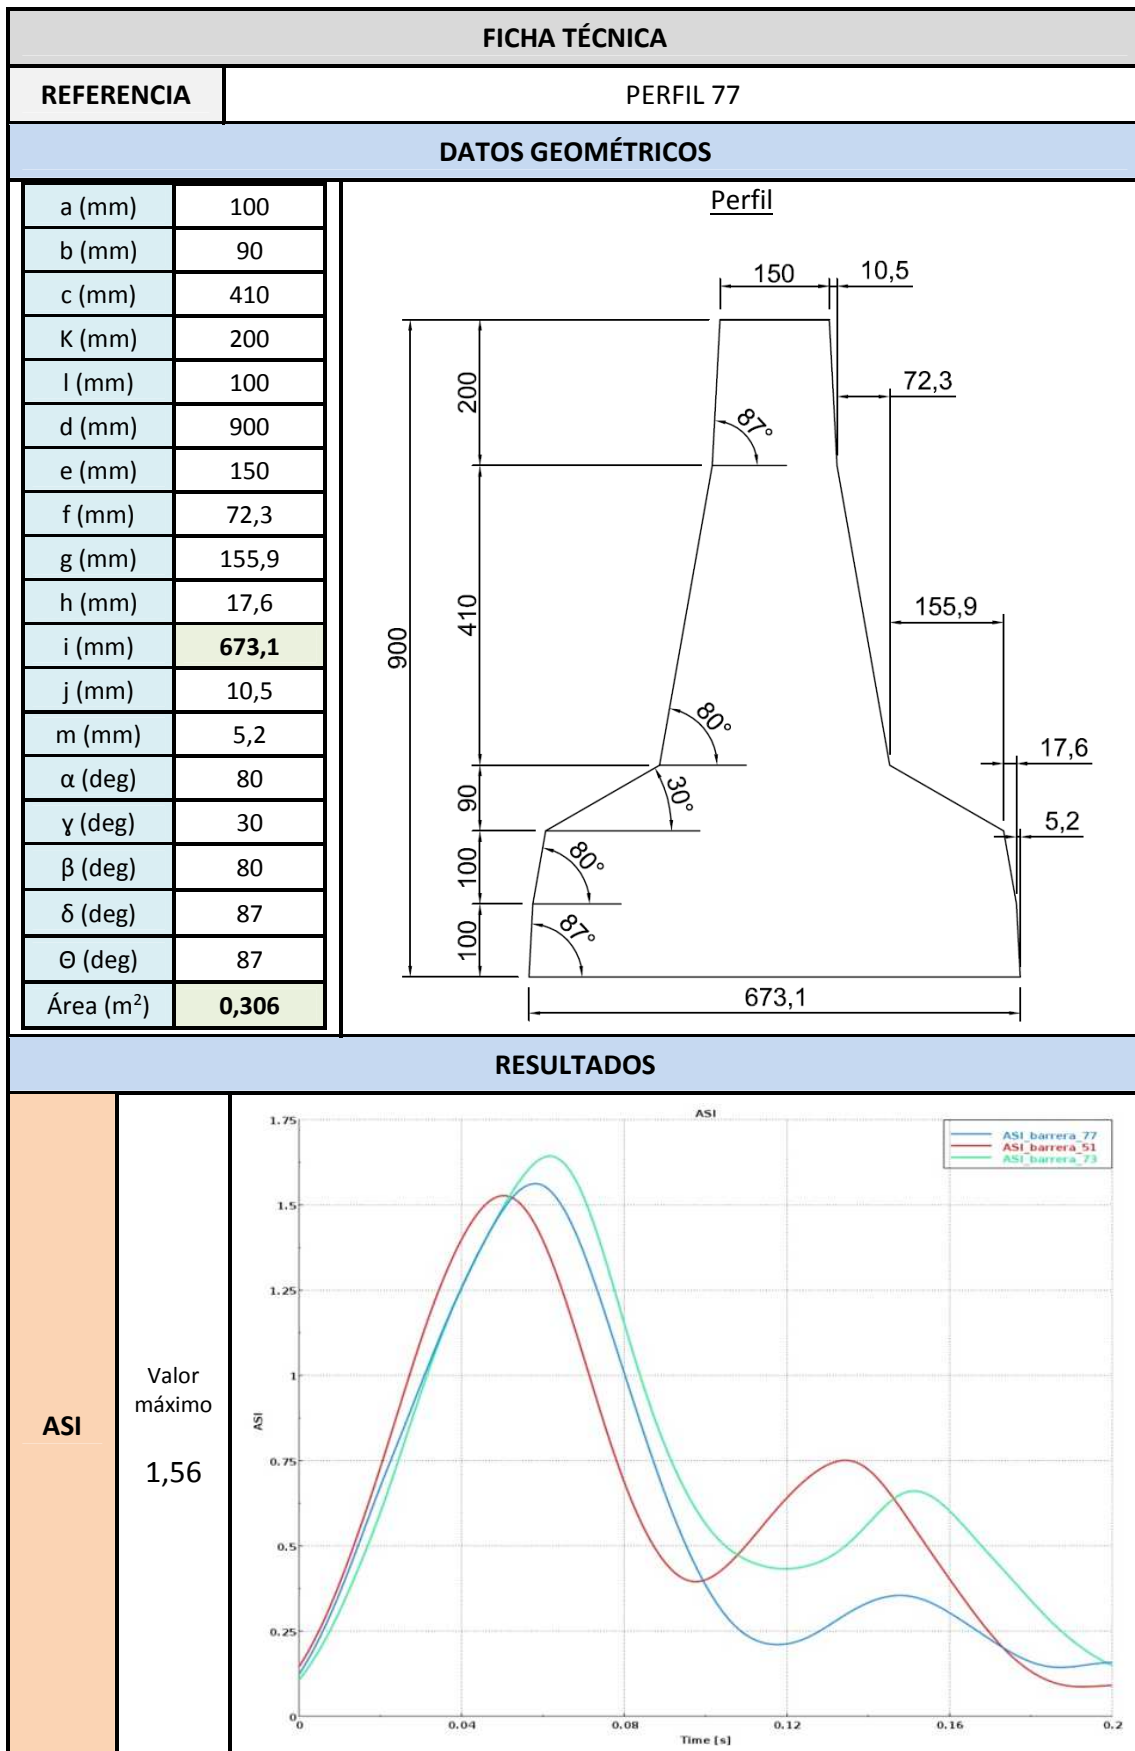 FICHA TÉCNICA
REFERENCIA PERFIL 77
DATOS GEOMÉTRICOS
a (mm) 100
b (mm) 90
c (mm) 410
K (mm) 200
l (mm) 100
d (mm) 900
e (mm) 150
f (mm) 72,3
g (mm) 155,9
h (mm) 17,6
i (mm) 673,1
j (mm) 10,5
m (mm) 5,2
α (deg) 80
ɣ (deg) 30
β (deg) 80
δ (deg) 87
Θ (deg) 87
Área (m²) 0,306
Perfil
150 10,5
200
72,3
87°
410
155,9
900
80°
17,6
90
30°
5,2
100
80°
100
87°
673,1
RESULTADOS
ASI
Valor
máximo
1,56
ASI
ASI_barrera_77
ASI_barrera_51
ASI_barrera_73
1.75
1.5
1.25
1
0.75
0.5
0.25
0
ASI
0 0.04 0.08 0.12 0.16 0.2
Time [s]